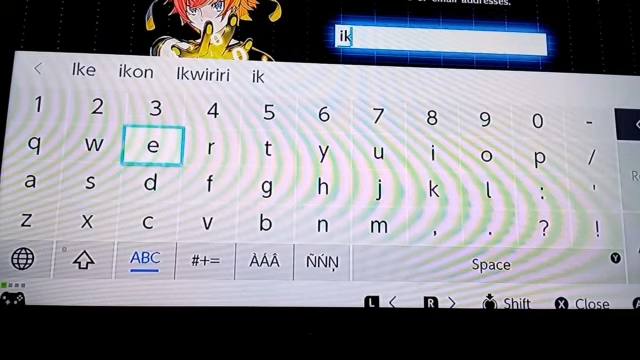 or email addresses.
ik
Ike ikon Ikwiriri ik
1 2 3 4 5 6 7 8 9 0 -
q w e r t y u i o p /
a s d f g h j k l : '
z x c v b n m , . ? !
ABC #+= ÀÁÂ ÑŃŅ Space Y
L R Shift X Close